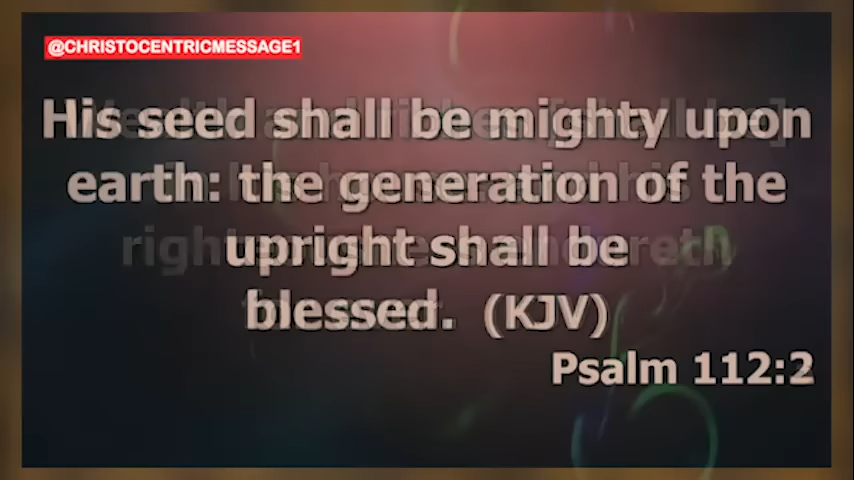 @CHRISTOCENTRICMESSAGE1
His seed shall be mighty upon
earth: the generation of the
upright shall be
blessed. (KJV)
Psalm 112:2